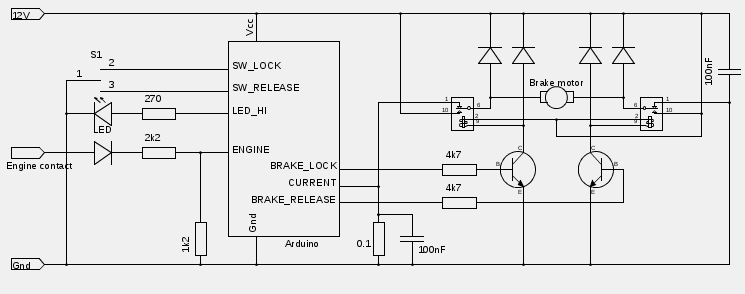 12V
Vcc
S1
2
1
3
SW_LOCK
SW_RELEASE
270
LED_HI
LED
2k2
ENGINE
Engine contact
BRAKE_LOCK
CURRENT
BRAKE_RELEASE
4k7
4k7
1k2
Gnd
Arduino
0.1
100nF
Gnd
Brake motor
100nF
1
10
6
2
9
1
10
6
2
9
C
B
E
C
B
E